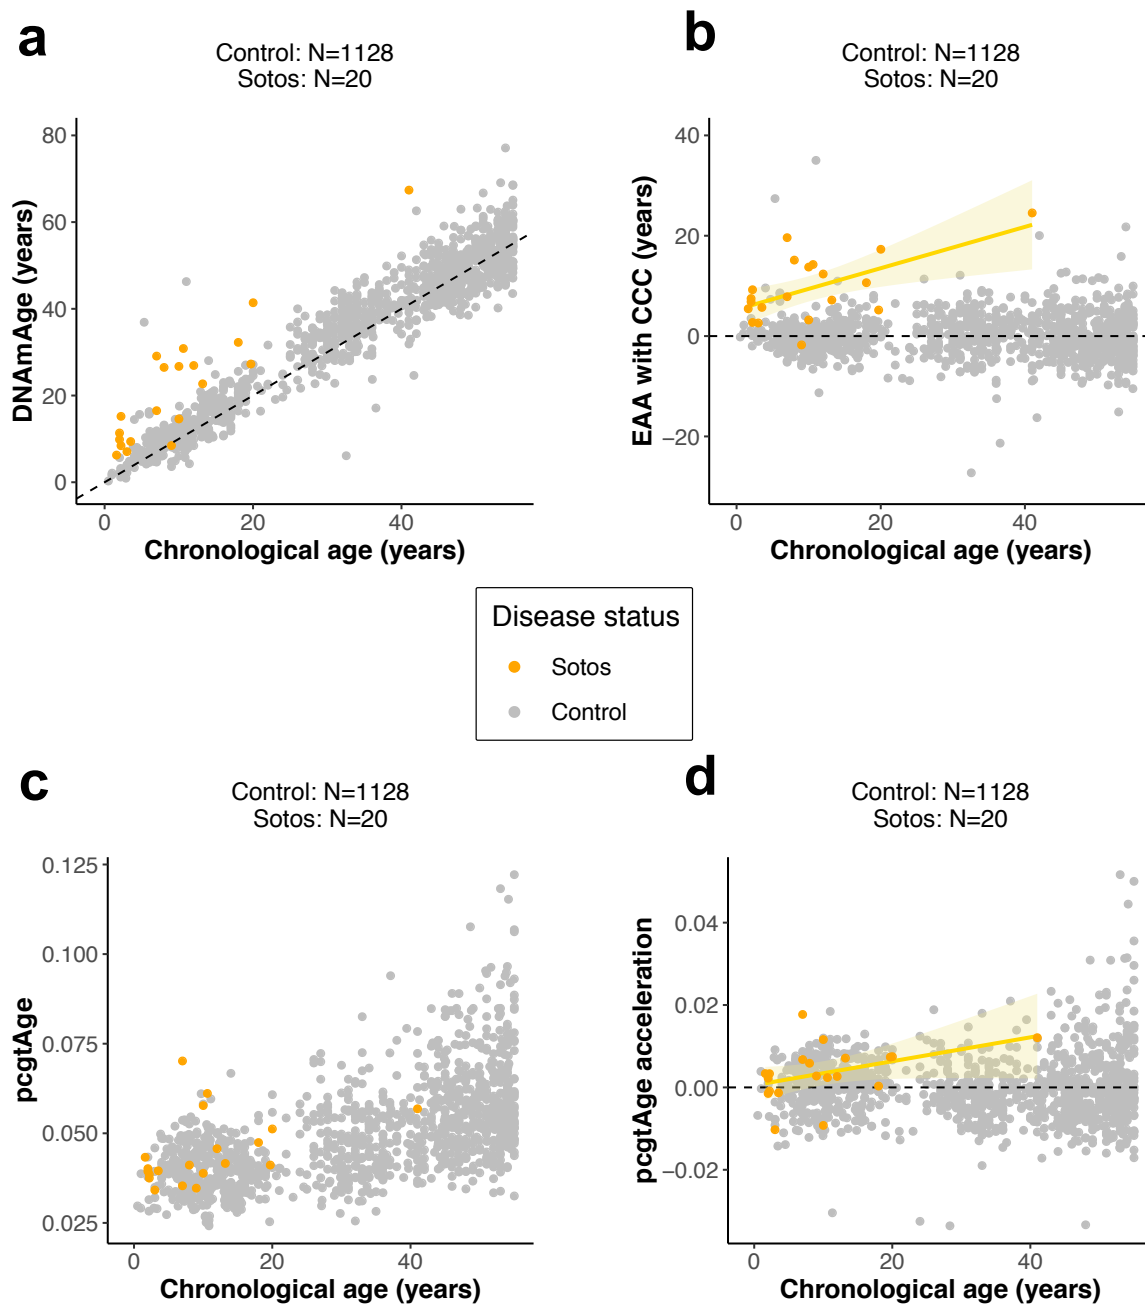 a
Control: N=1128
Sotos: N=20
80
60
40
20
0
DNAmAge (years)
0 20 40
Chronological age (years)
b
Control: N=1128
Sotos: N=20
40
20
0
−20
EAA with CCC (years)
0 20 40
Chronological age (years)
Disease status
Sotos
Control
c
Control: N=1128
Sotos: N=20
0.125
0.100
0.075
0.050
0.025
pcgtAge
0 20 40
Chronological age (years)
d
Control: N=1128
Sotos: N=20
0.04
0.02
0.00
−0.02
pcgtAge acceleration
0 20 40
Chronological age (years)